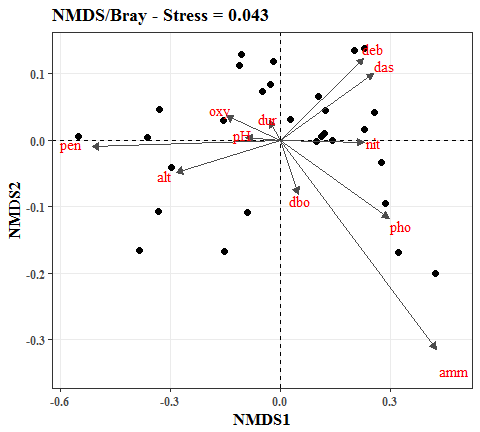 NMDS/Bray - Stress = 0.043
deb
das
0.1
oxy
dur
pH
0.0
nit
pen
alt
dbo
-0.1
pho
-0.2
-0.3
amm
NMDS2
-0.6
-0.3
0.0
0.3
NMDS1